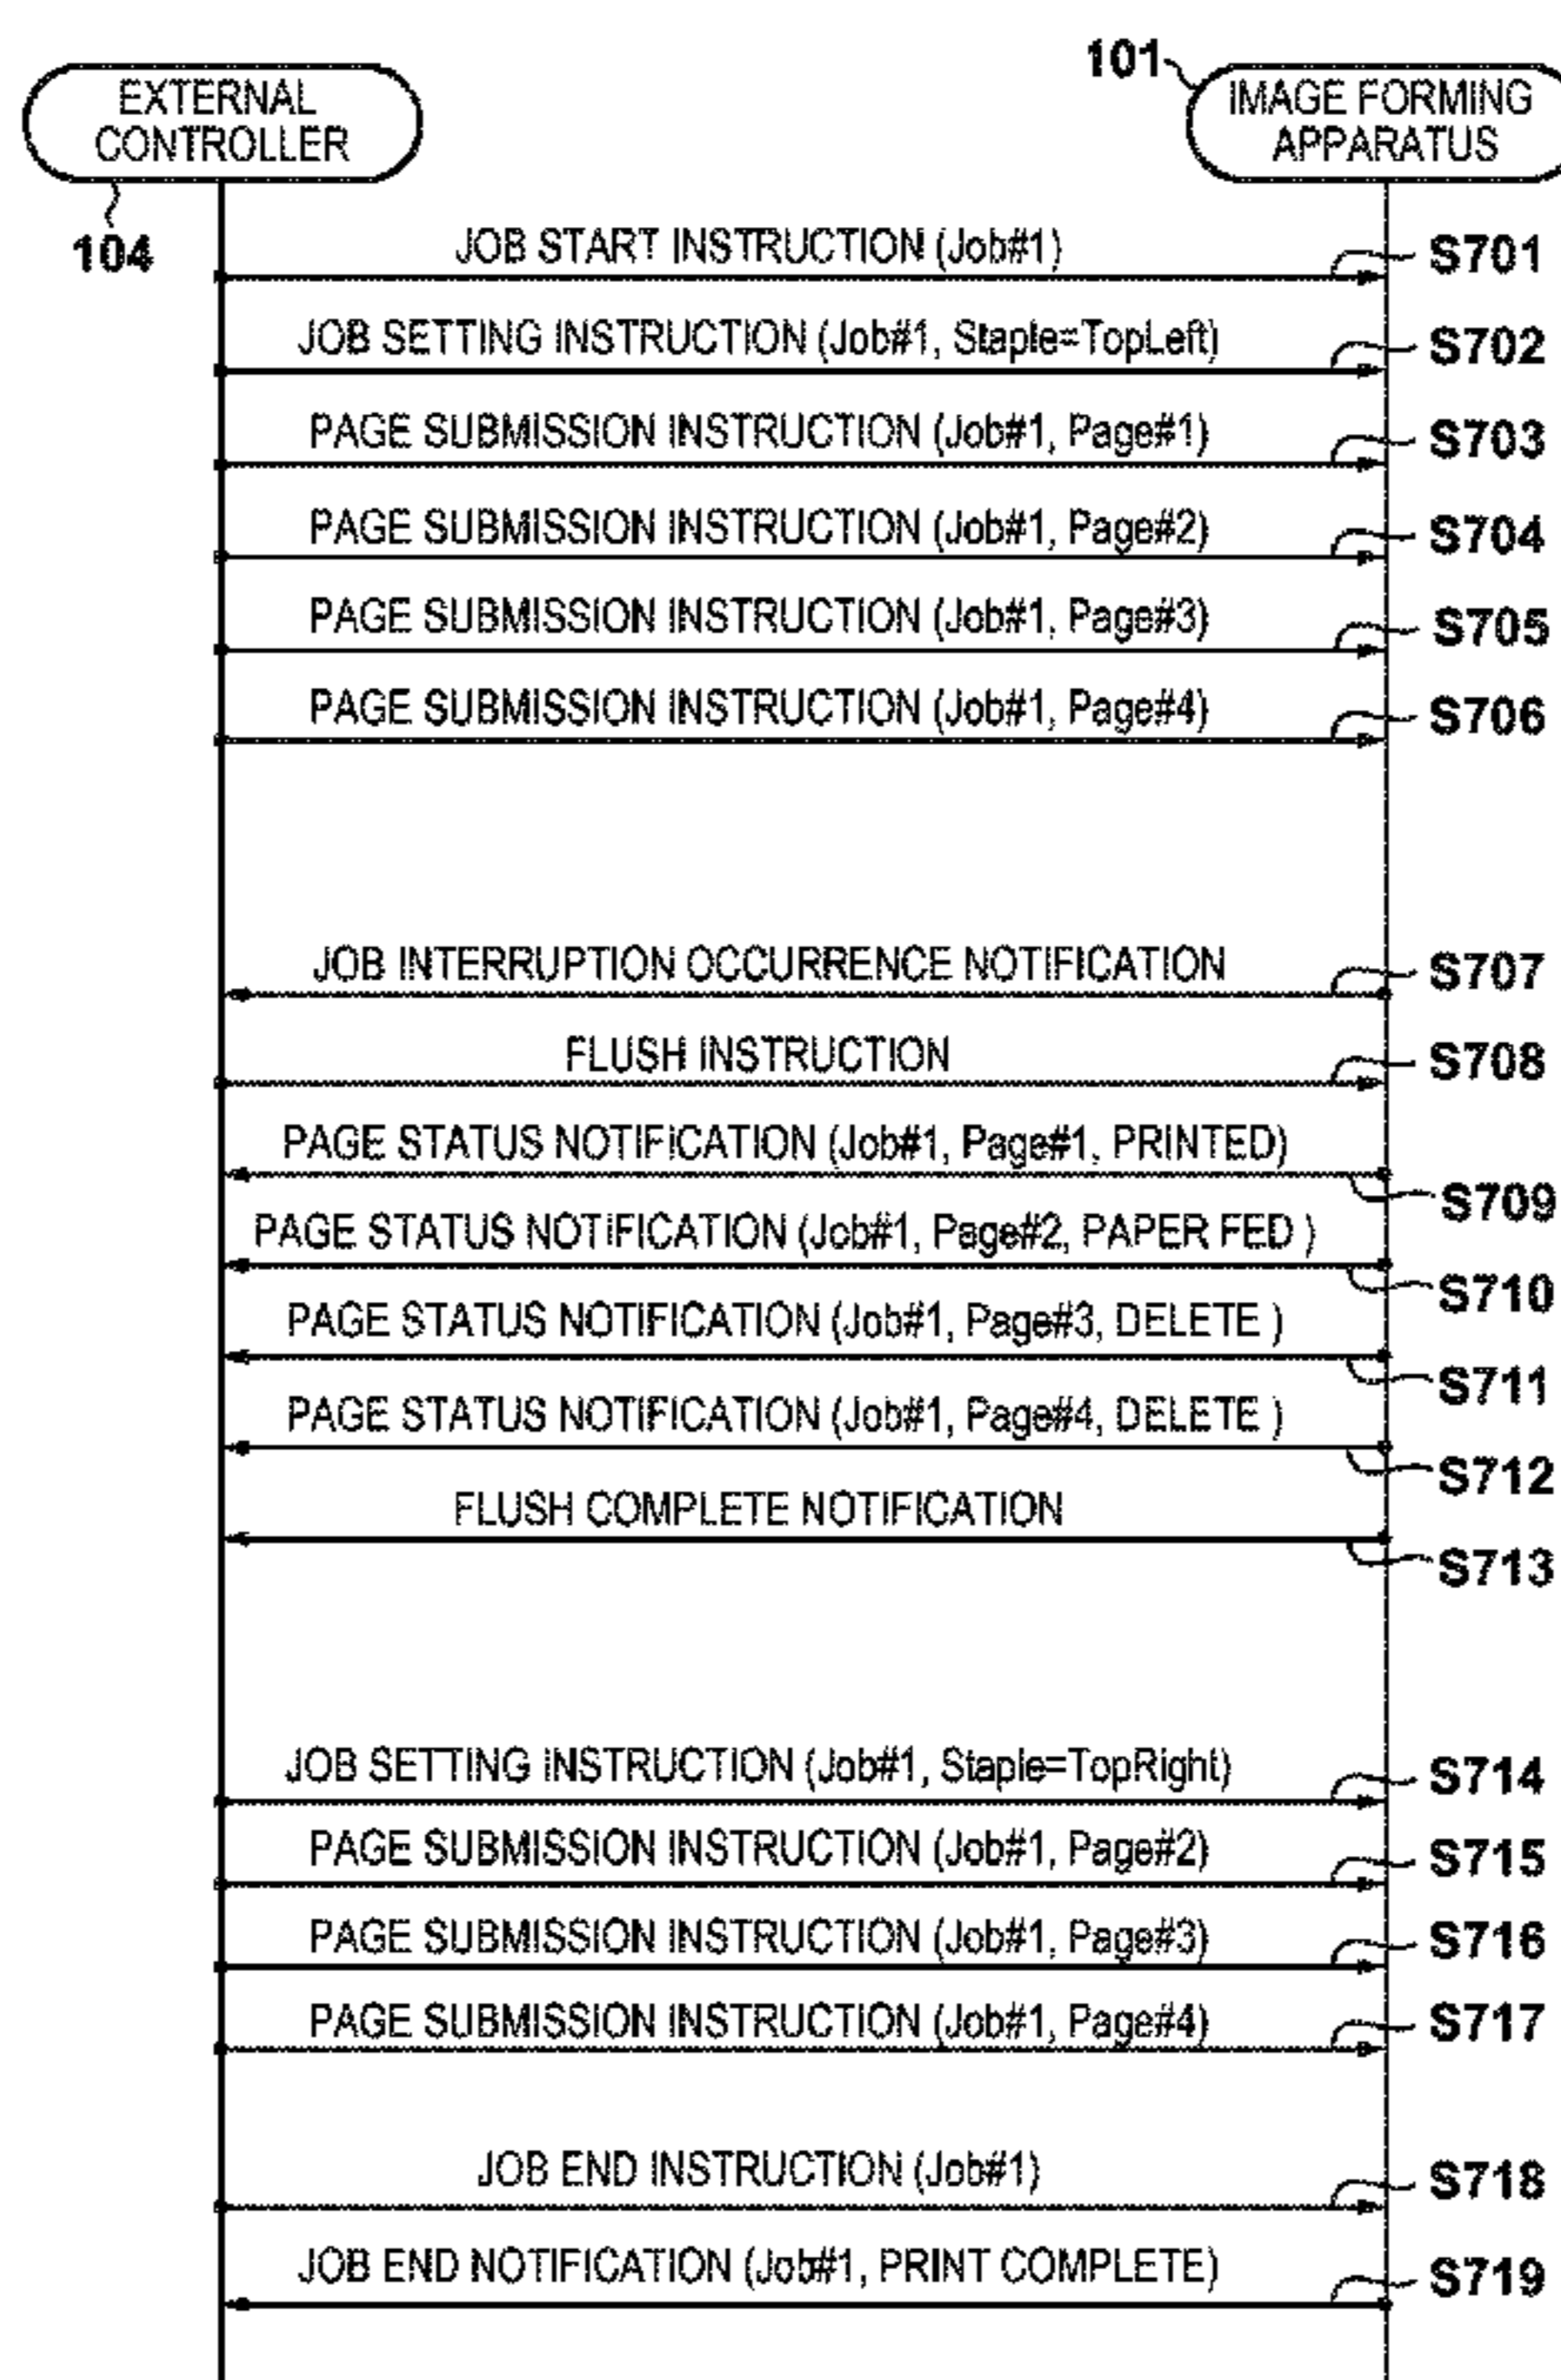 101
EXTERNAL
CONTROLLER
IMAGE FORMING
APPARATUS
104
JOB START INSTRUCTION (Job#1)
S701
JOB SETTING INSTRUCTION (Job#1, Staple=TopLeft)
S702
PAGE SUBMISSION INSTRUCTION (Job#1, Page#1)
S703
PAGE SUBMISSION INSTRUCTION (Job#1, Page#2)
S704
PAGE SUBMISSION INSTRUCTION (Job#1, Page#3)
S705
PAGE SUBMISSION INSTRUCTION (Job#1, Page#4)
S706
JOB INTERRUPTION OCCURRENCE NOTIFICATION
S707
FLUSH INSTRUCTION
S708
PAGE STATUS NOTIFICATION (Job#1, Page#1, PRINTED)
S709
PAGE STATUS NOTIFICATION (Job#1, Page#2, PAPER FED )
S710
PAGE STATUS NOTIFICATION (Job#1, Page#3, DELETE )
S711
PAGE STATUS NOTIFICATION (Job#1, Page#4, DELETE )
S712
FLUSH COMPLETE NOTIFICATION
S713
JOB SETTING INSTRUCTION (Job#1, Staple=TopRight)
S714
PAGE SUBMISSION INSTRUCTION (Job#1, Page#2)
S715
PAGE SUBMISSION INSTRUCTION (Job#1, Page#3)
S716
PAGE SUBMISSION INSTRUCTION (Job#1, Page#4)
S717
JOB END INSTRUCTION (Job#1)
S718
JOB END NOTIFICATION (Job#1, PRINT COMPLETE)
S719